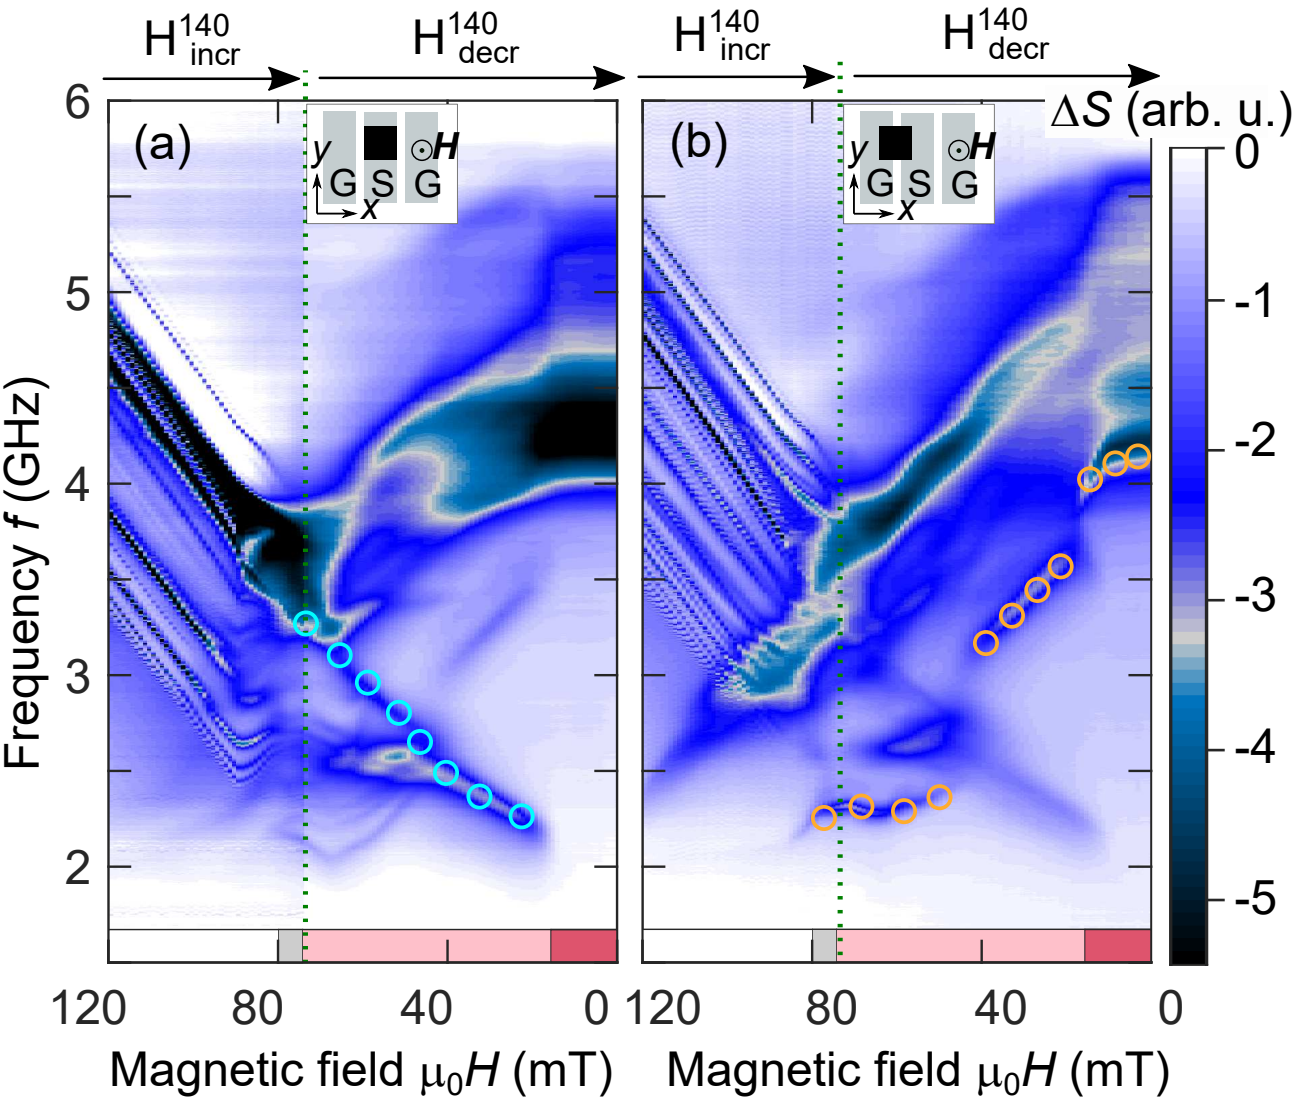 H¹⁴⁰incr H¹⁴⁰decr H¹⁴⁰incr H¹⁴⁰decr
(a)
y
G S G
x
H
(b)
y
G S G
x
H
ΔS (arb. u.)
0
-1
-2
-3
-4
-5
6
5
4
3
2
Frequency f (GHz)
120 80 40 0
120 80 40 0
Magnetic field μ₀H (mT)
Magnetic field μ₀H (mT)